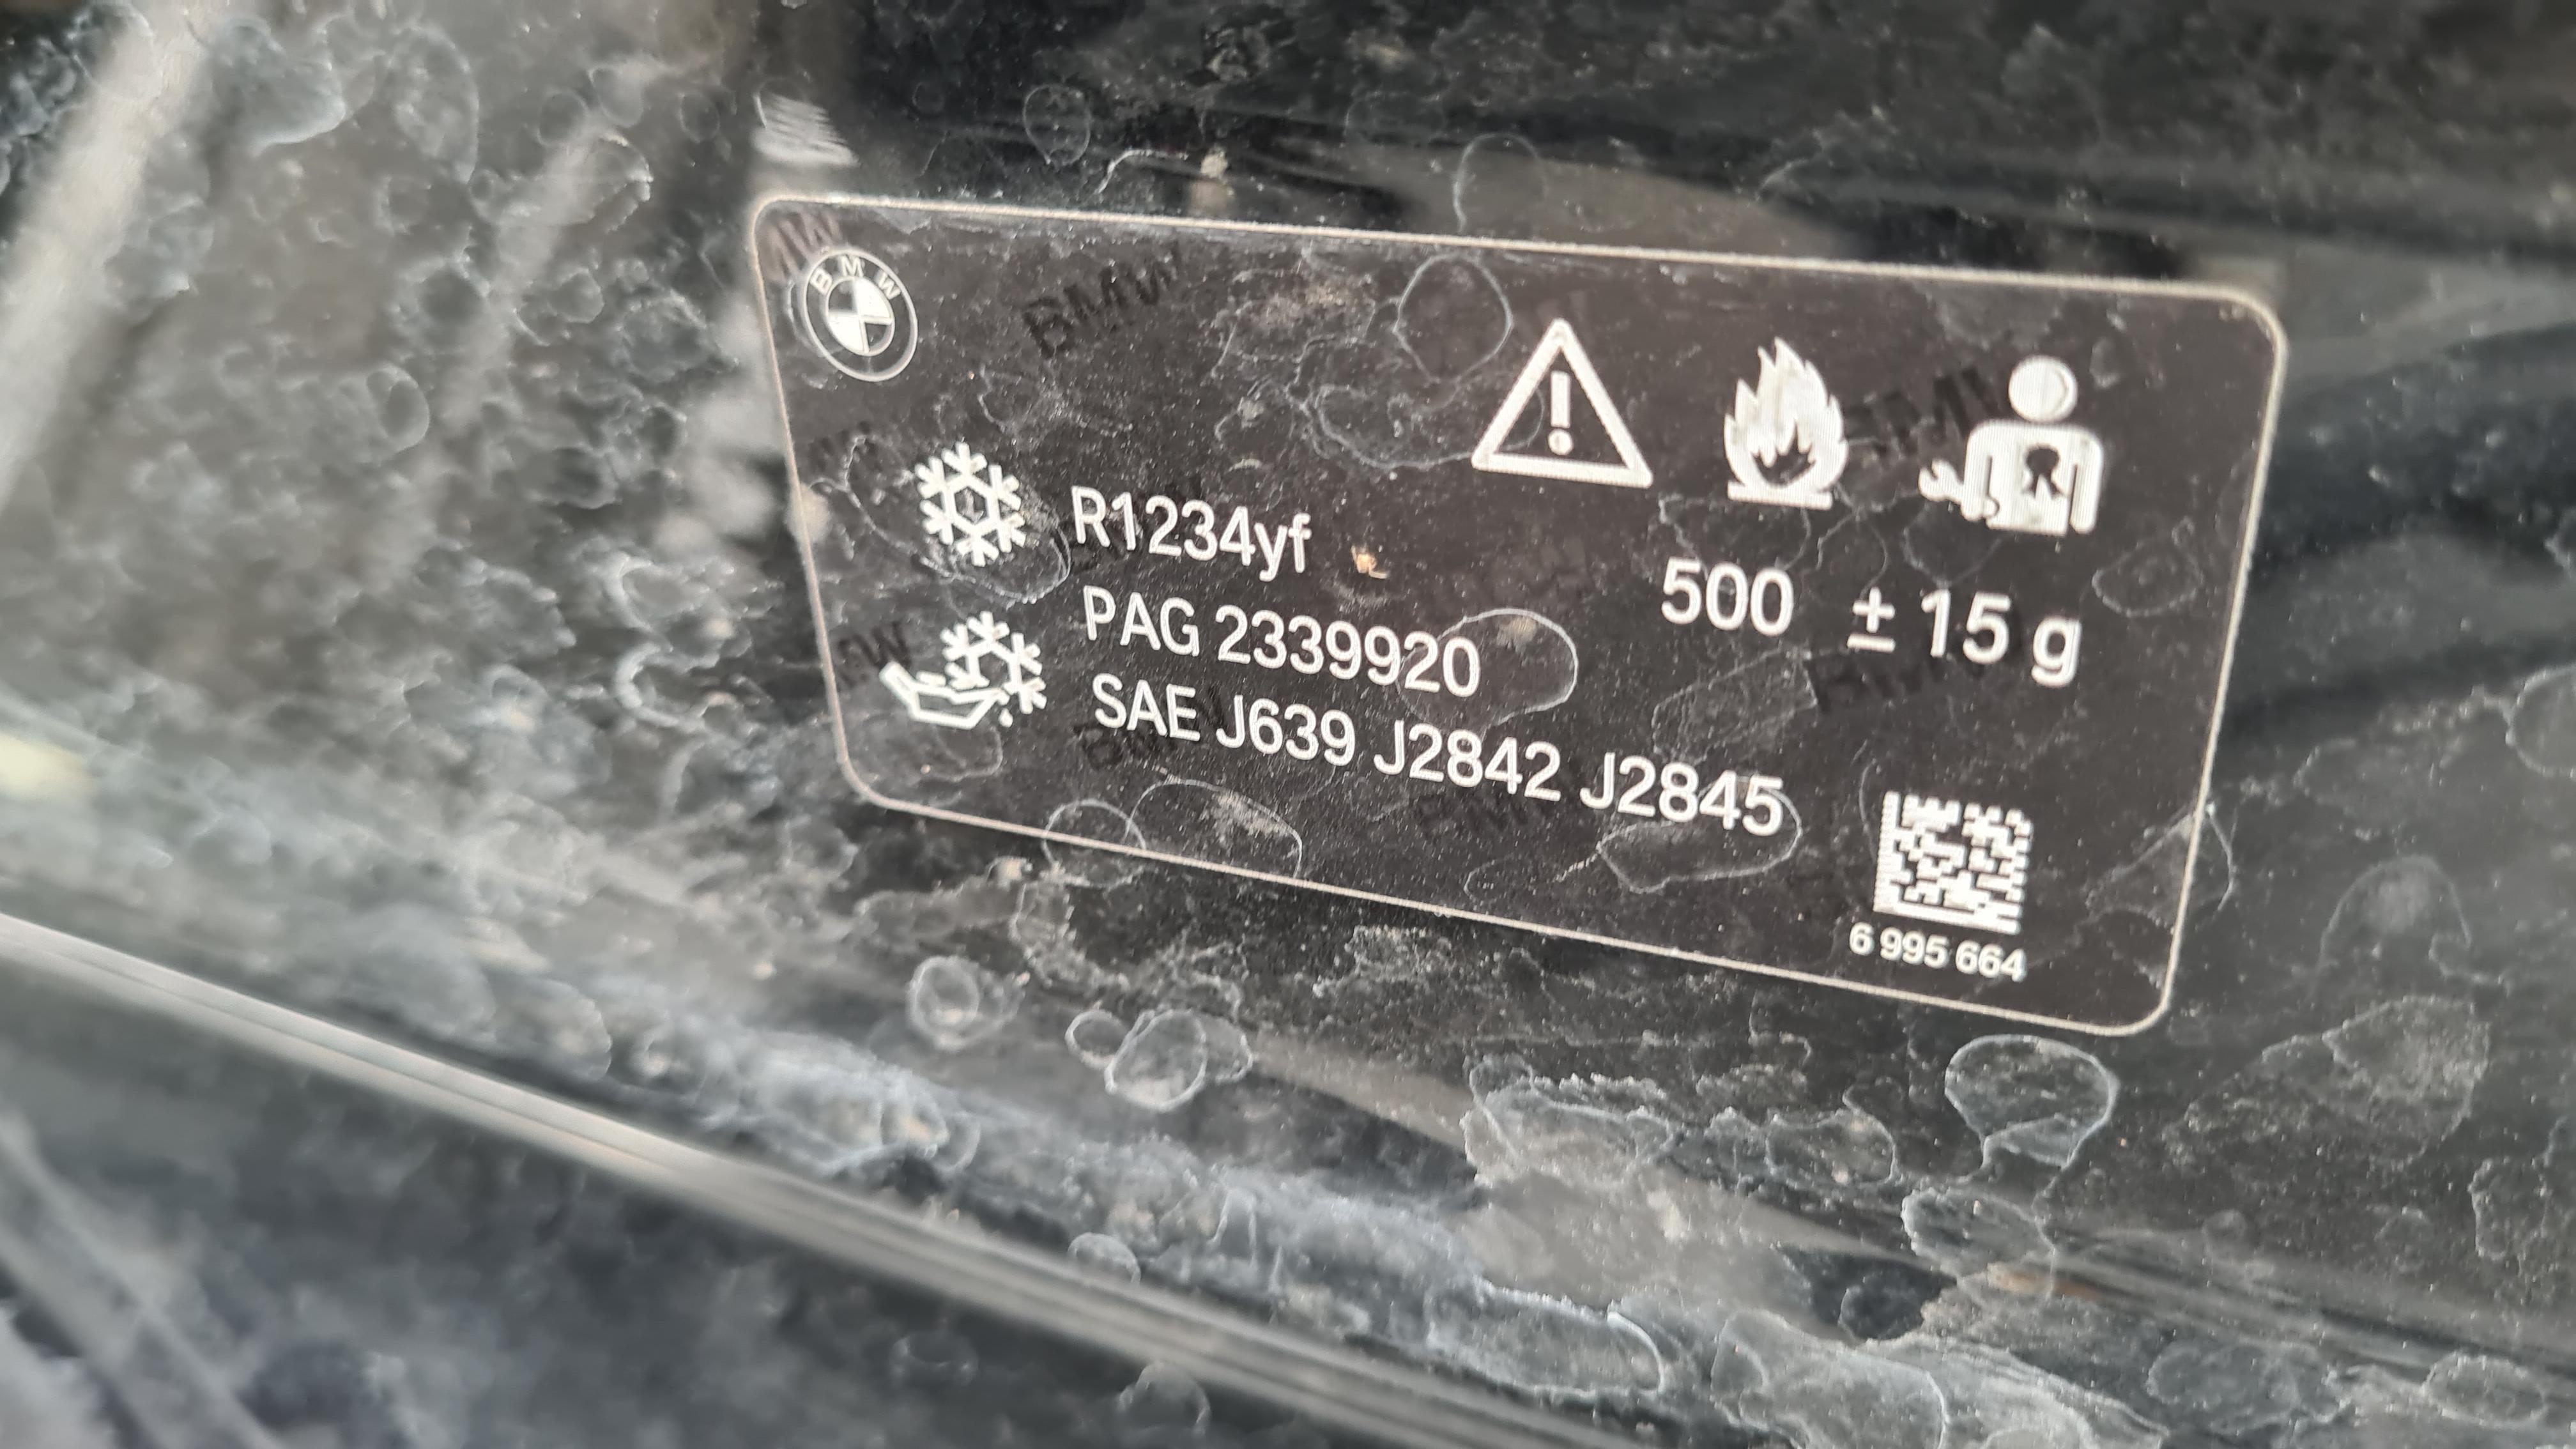 BMW
R1234yf
500 ± 15 g
PAG 2339920
SAE J639 J2842 J2845
6 995 664